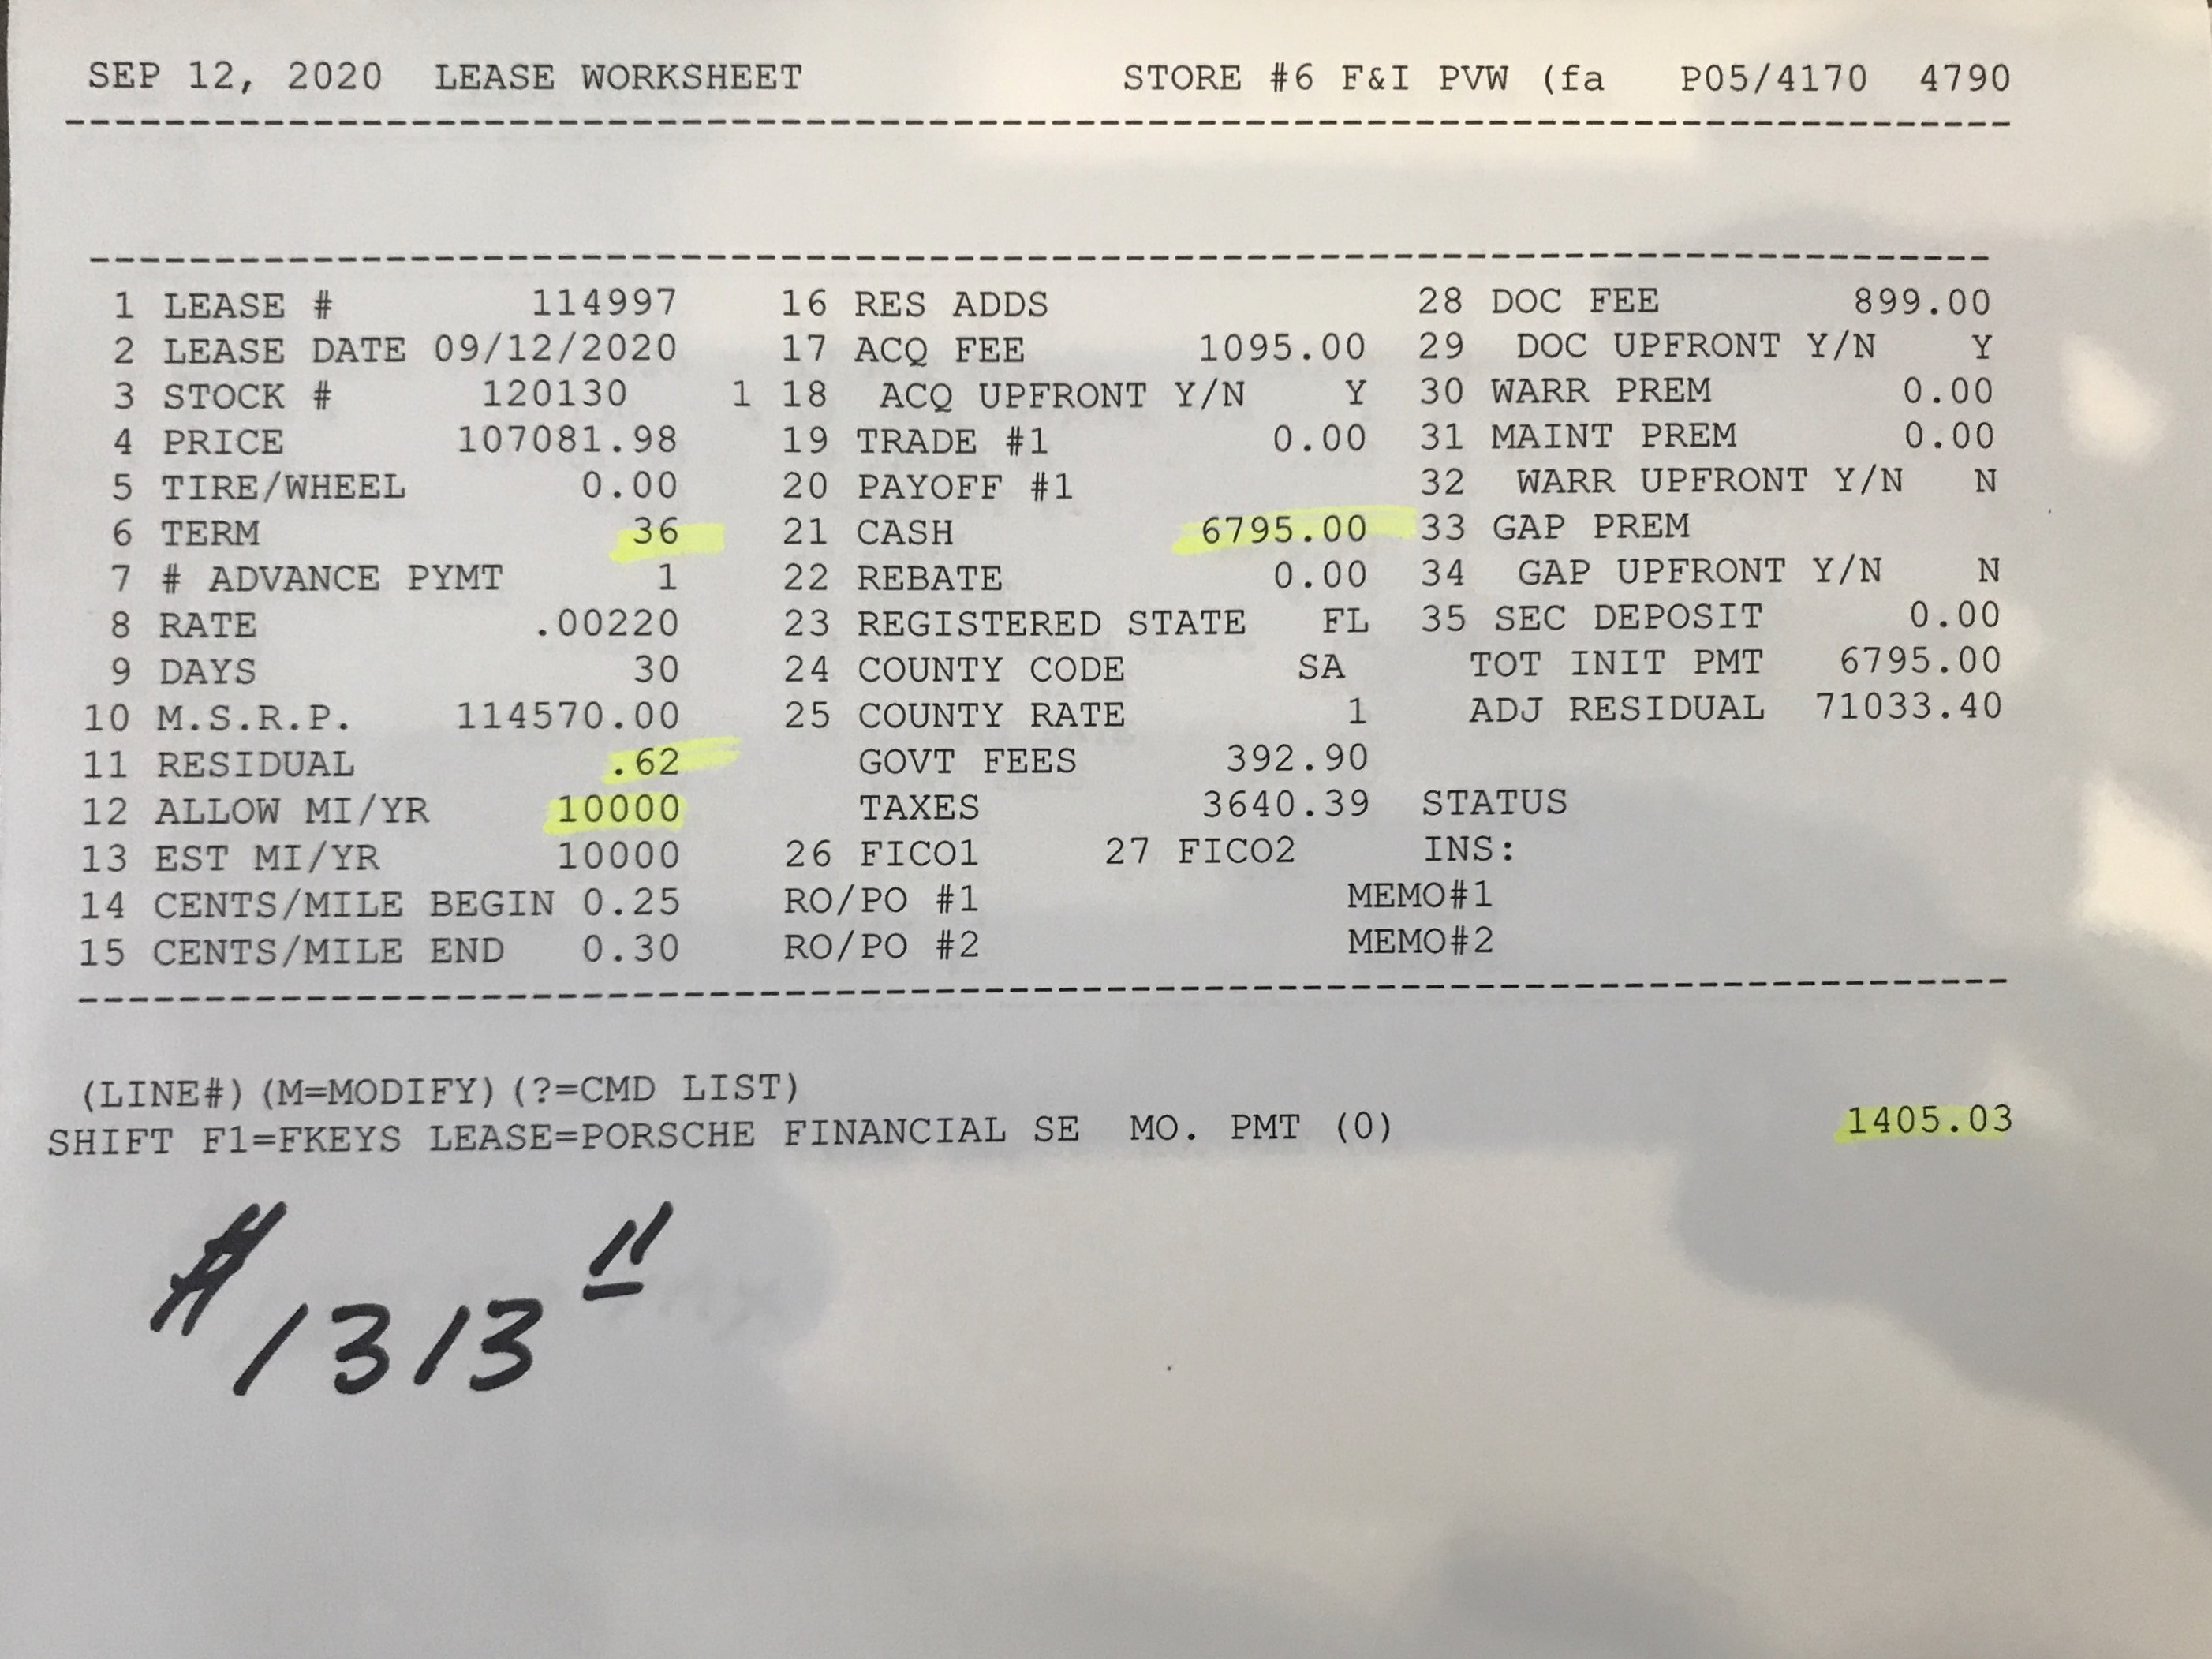 SEP 12, 2020 LEASE WORKSHEET STORE #6 F&I PVW (fa P05/4170 4790
1 LEASE # 114997 16 RES ADDS 28 DOC FEE 899.00
2 LEASE DATE 09/12/2020 17 ACQ FEE 1095.00 29 DOC UPFRONT Y/N Y
3 STOCK # 120130 1 18 ACQ UPFRONT Y/N Y 30 WARR PREM 0.00
4 PRICE 107081.98 19 TRADE #1 0.00 31 MAINT PREM 0.00
5 TIRE/WHEEL 0.00 20 PAYOFF #1 32 WARR UPFRONT Y/N N
6 TERM 36 21 CASH 6795.00 33 GAP PREM
7 # ADVANCE PYMT 1 22 REBATE 0.00 34 GAP UPFRONT Y/N N
8 RATE .00220 23 REGISTERED STATE FL 35 SEC DEPOSIT 0.00
9 DAYS 30 24 COUNTY CODE SA TOT INIT PMT 6795.00
10 M.S.R.P. 114570.00 25 COUNTY RATE 1 ADJ RESIDUAL 71033.40
11 RESIDUAL .62 GOVT FEES 392.90
12 ALLOW MI/YR 10000 TAXES 3640.39 STATUS
13 EST MI/YR 10000 26 FICO1 27 FICO2 INS:
14 CENTS/MILE BEGIN 0.25 RO/PO #1 MEMO#1
15 CENTS/MILE END 0.30 RO/PO #2 MEMO#2
(LINE#)(M=MODIFY)(?=CMD LIST)
SHIFT F1=FKEYS LEASE=PORSCHE FINANCIAL SE MO. PMT (0) 1405.03
# 1313 11